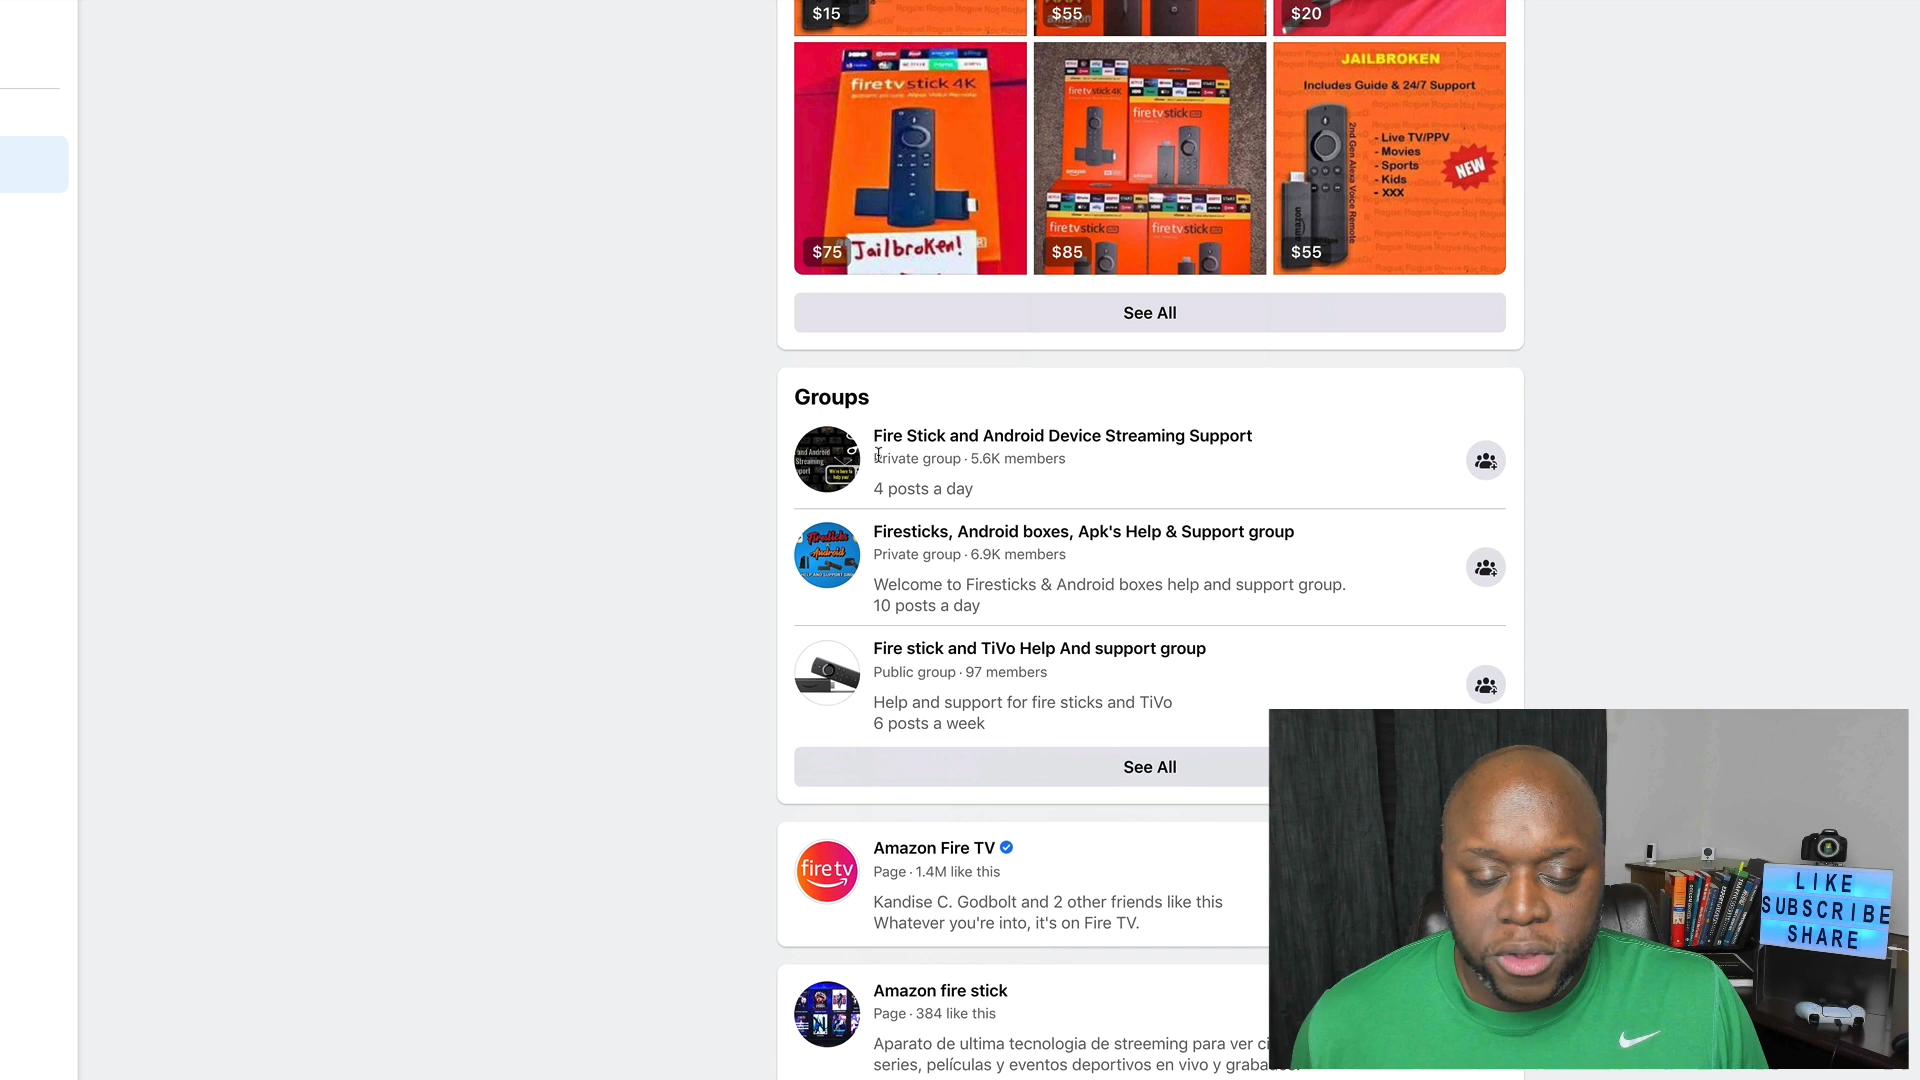 $15
$55
$20
fire tv stick 4K
Jailbroken!
$75
fire tv stick 4K
fire tv stick
fire tv stick
fire tv stick
$85
JAILBROKEN
Includes Guide & 24/7 Support
2nd Gen Alexa Voice Remote
- Live TV/PPV
- Movies
- Sports
- Kids
- XXX
NEW
amazon
$55
See All
Groups
Fire Stick and Android Device Streaming Support
Private group · 5.6K members
4 posts a day
Firesticks, Android boxes, Apk's Help & Support group
Private group · 6.9K members
Welcome to Firesticks & Android boxes help and support group.
10 posts a day
Fire stick and TiVo Help And support group
Public group · 97 members
Help and support for fire sticks and TiVo
6 posts a week
See All
fire tv
Amazon Fire TV
Page · 1.4M like this
Kandise C. Godbolt and 2 other friends like this
Whatever you're into, it's on Fire TV.
Amazon fire stick
Page · 384 like this
Aparato de ultima tecnologia de streeming para ver ci
series, películas y eventos deportivos en vivo y graba
LIKE
SUBSCRIBE
SHARE